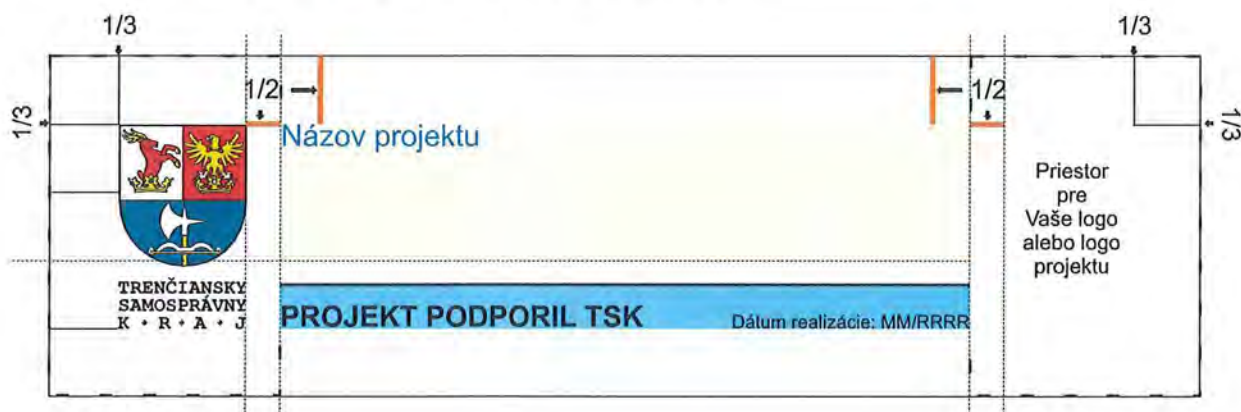 1/3
1/3
1/2
1/2
1/3
1/3
Názov projektu
Priestor
pre
Vaše logo
alebo logo
projektu
TRENČIANSKY
SAMOSPRÁVNY
K · R · A · J
PROJEKT PODPORIL TSK
Dátum realizácie: MM/RRRR